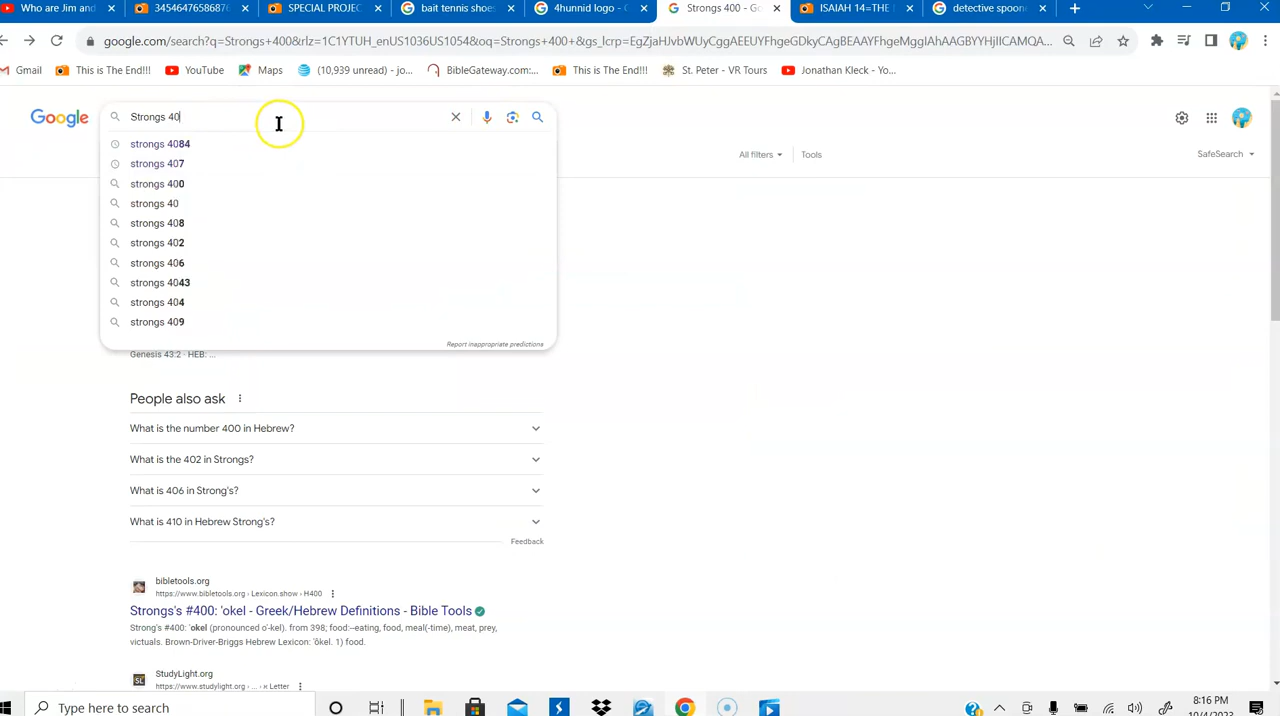 Who are Jim and
34546475686876
SPECIAL PROJEC
bait tennis shoes
4hunnid logo - G
Strongs 400 - Go
ISAIAH 14=THE
detective spoon
google.com/search?q=Strongs+400&rlz=1C1YTUH_enUS1036US1054&oq=Strongs+400+&gs_lcrp=EgZjaHJvbWUyCggAEEUYFhgeGDkyCAgBEAAYFhgeMggIAhAAGBYYHjIICAMQA...
Gmail
This is The End!!!
YouTube
Maps
(10,939 unread) - jo...
BibleGateway.com:...
This is The End!!!
St. Peter - VR Tours
Jonathan Kleck - Yo...
Google
Strongs 40
strongs 4084
strongs 407
strongs 400
strongs 40
strongs 408
strongs 402
strongs 406
strongs 4043
strongs 404
strongs 409
Report inappropriate predictions
All filters
Tools
SafeSearch
Genesis 43:2 · HEB: ...
People also ask
What is the number 400 in Hebrew?
What is the 402 in Strongs?
What is 406 in Strong's?
What is 410 in Hebrew Strong's?
Feedback
bibletools.org
https://www.bibletools.org › Lexicon.show › H400
Strongs's #400: 'okel - Greek/Hebrew Definitions - Bible Tools
Strong's #400: 'okel (pronounced o'-kel). from 398; food:--eating, food, meal(-time), meat, prey,
victuals. Brown-Driver-Briggs Hebrew Lexicon: 'ôkel. 1) food.
StudyLight.org
https://www.studylight.org › ... › א Letter
Type here to search
8:16 PM
10/4/2023